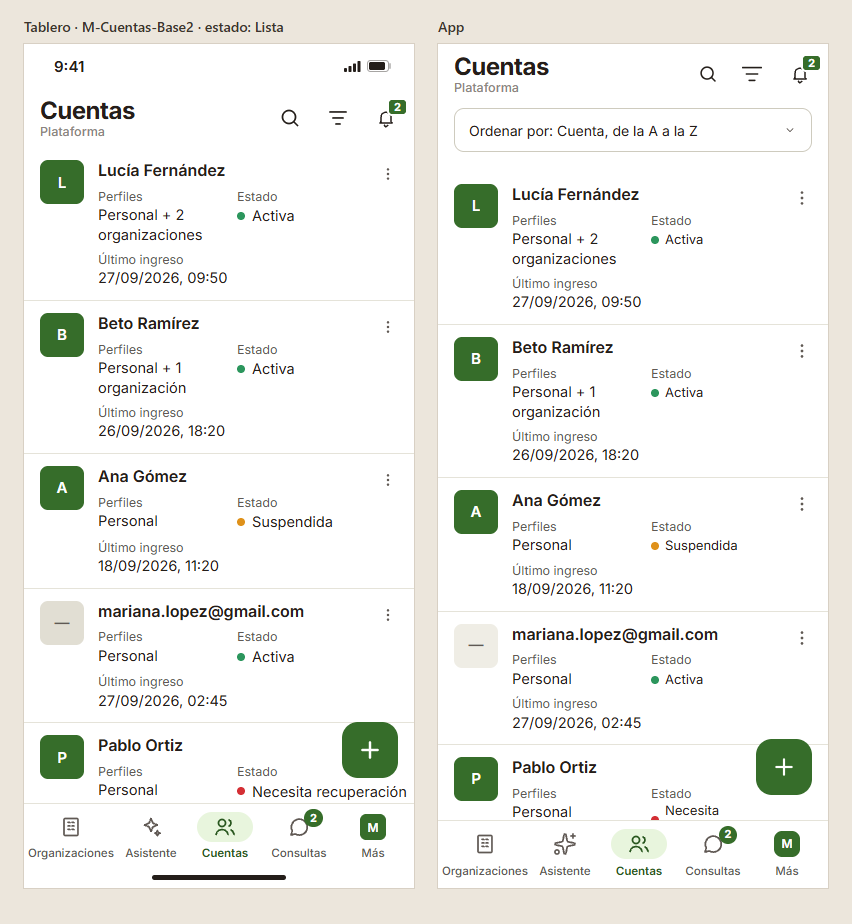 Tablero · M-Cuentas-Base2 · estado: Lista
9:41
Cuentas
Plataforma
2
L
Lucía Fernández
Perfiles
Estado
Personal + 2
organizaciones
Activa
Último ingreso
27/09/2026, 09:50
B
Beto Ramírez
Perfiles
Estado
Personal + 1
organización
Activa
Último ingreso
26/09/2026, 18:20
A
Ana Gómez
Perfiles
Estado
Personal
Suspendida
Último ingreso
18/09/2026, 11:20
—
mariana.lopez@gmail.com
Perfiles
Estado
Personal
Activa
Último ingreso
27/09/2026, 02:45
P
Pablo Ortiz
Perfiles
Estado
Personal
Necesita recuperación
Organizaciones
Asistente
Cuentas
2
Consultas
M
Más
App
Cuentas
Plataforma
2
Ordenar por: Cuenta, de la A a la Z
L
Lucía Fernández
Perfiles
Estado
Personal + 2
organizaciones
Activa
Último ingreso
27/09/2026, 09:50
B
Beto Ramírez
Perfiles
Estado
Personal + 1
organización
Activa
Último ingreso
26/09/2026, 18:20
A
Ana Gómez
Perfiles
Estado
Personal
Suspendida
Último ingreso
18/09/2026, 11:20
—
mariana.lopez@gmail.com
Perfiles
Estado
Personal
Activa
Último ingreso
27/09/2026, 02:45
P
Pablo Ortiz
Perfiles
Estado
Personal
Necesita
Organizaciones
Asistente
Cuentas
2
Consultas
M
Más